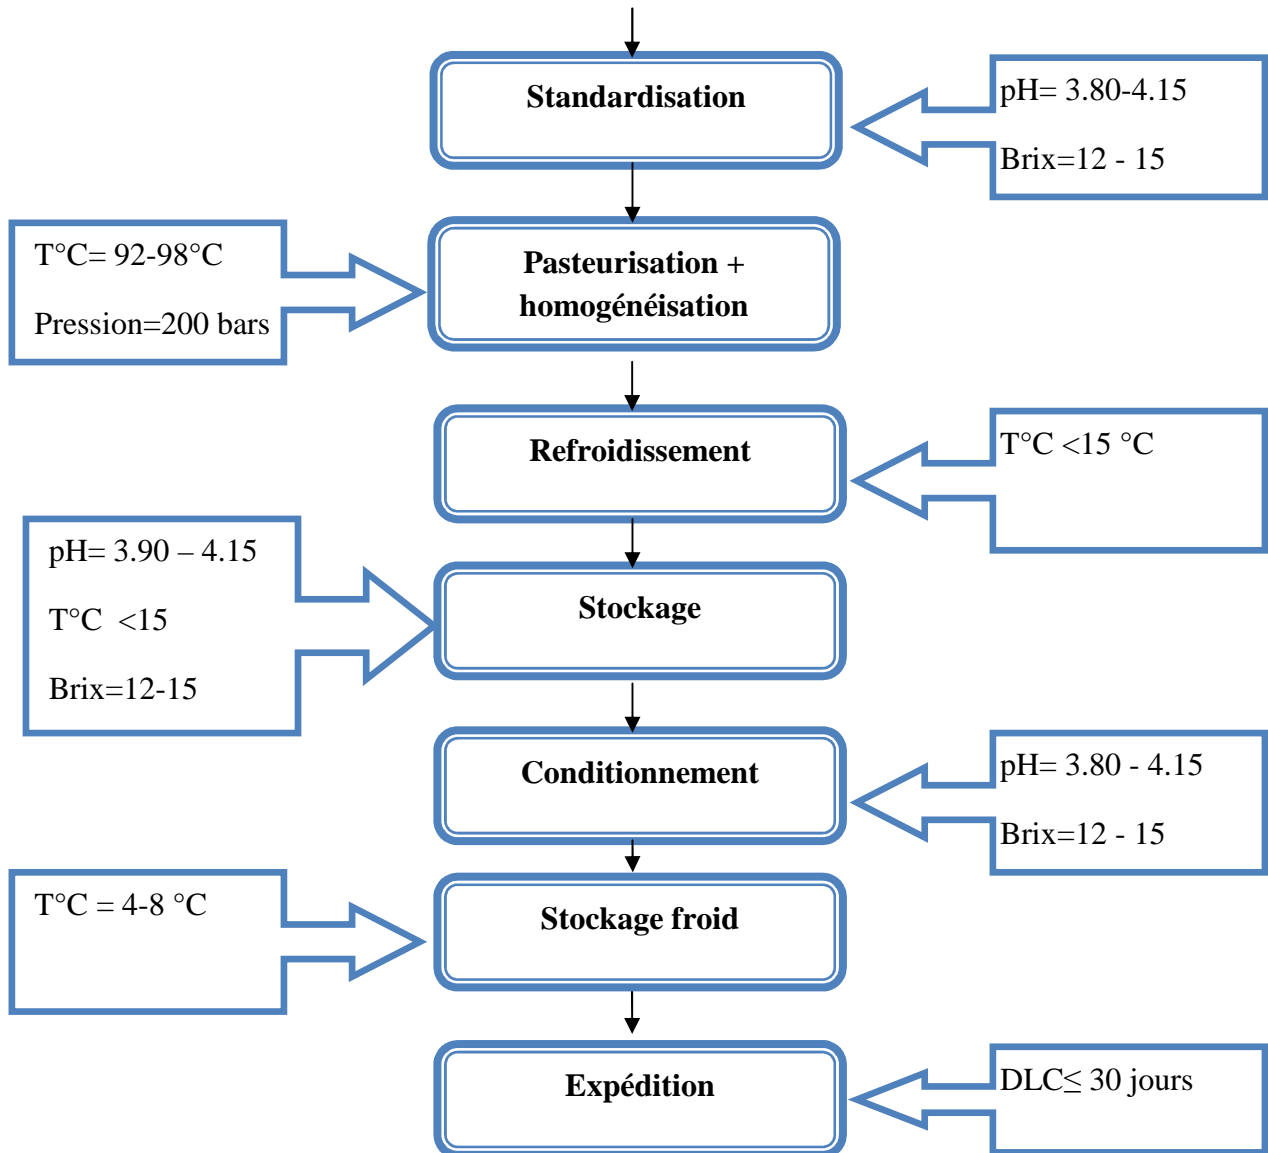 Standardisation
pH= 3.80-4.15
Brix=12 - 15
T°C= 92-98°C
Pression=200 bars
Pasteurisation +
homogénéisation
Refroidissement
T°C <15 °C
pH= 3.90 – 4.15
T°C  <15
Brix=12-15
Stockage
Conditionnement
pH= 3.80 - 4.15
Brix=12 - 15
T°C = 4-8 °C
Stockage froid
Expédition
DLC≤ 30 jours